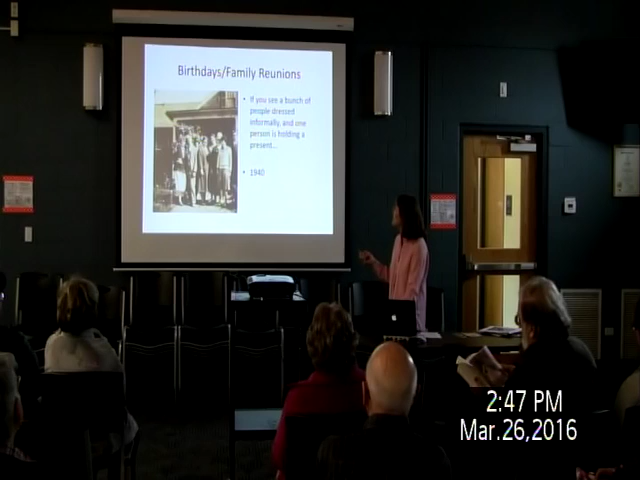 Birthdays/Family Reunions
• If you see a bunch of
people dressed
informally, and one
person is holding a
present...
• 1940
2:47 PM
Mar.26,2016